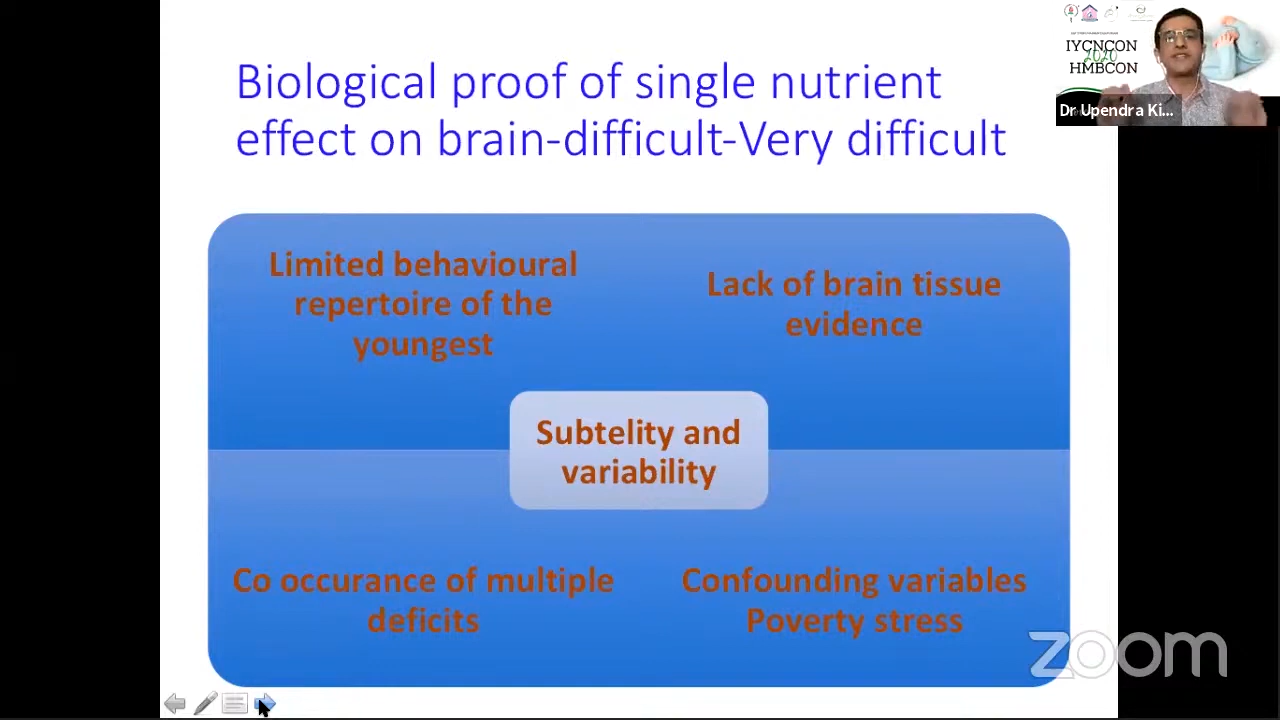 IYCNCON
2020
HMBCON
Dr Upendra Ki...
Biological proof of single nutrient
effect on brain-difficult-Very difficult
Limited behavioural
repertoire of the
youngest
Lack of brain tissue
evidence
Subtelity and
variability
Co occurance of multiple
deficits
Confounding variables
Poverty stress
zoom